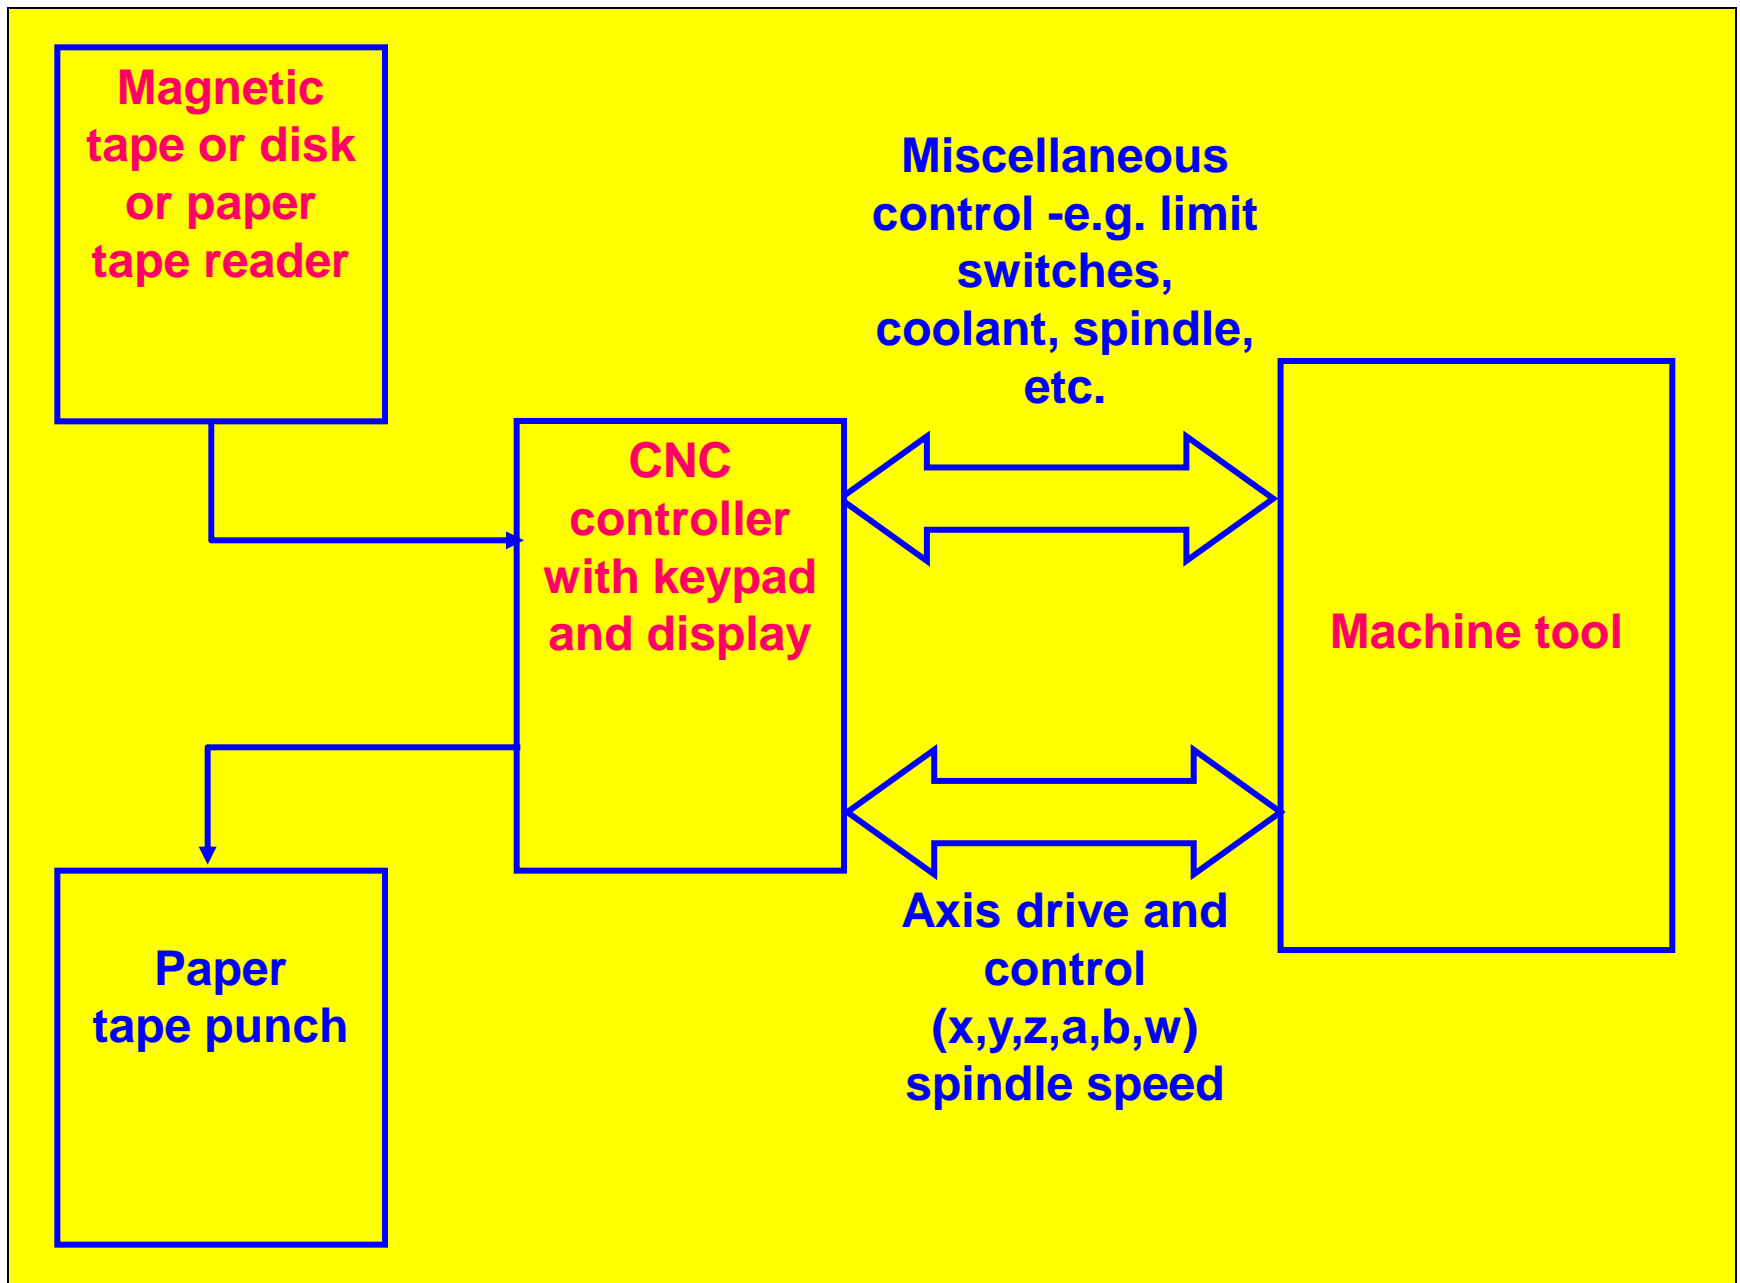 Magnetic
tape or disk
or paper
tape reader
Miscellaneous
control -e.g. limit
switches,
coolant, spindle,
etc.
CNC
controller
with keypad
and display
Machine tool
Axis drive and
control
(x,y,z,a,b,w)
spindle speed
Paper
tape punch